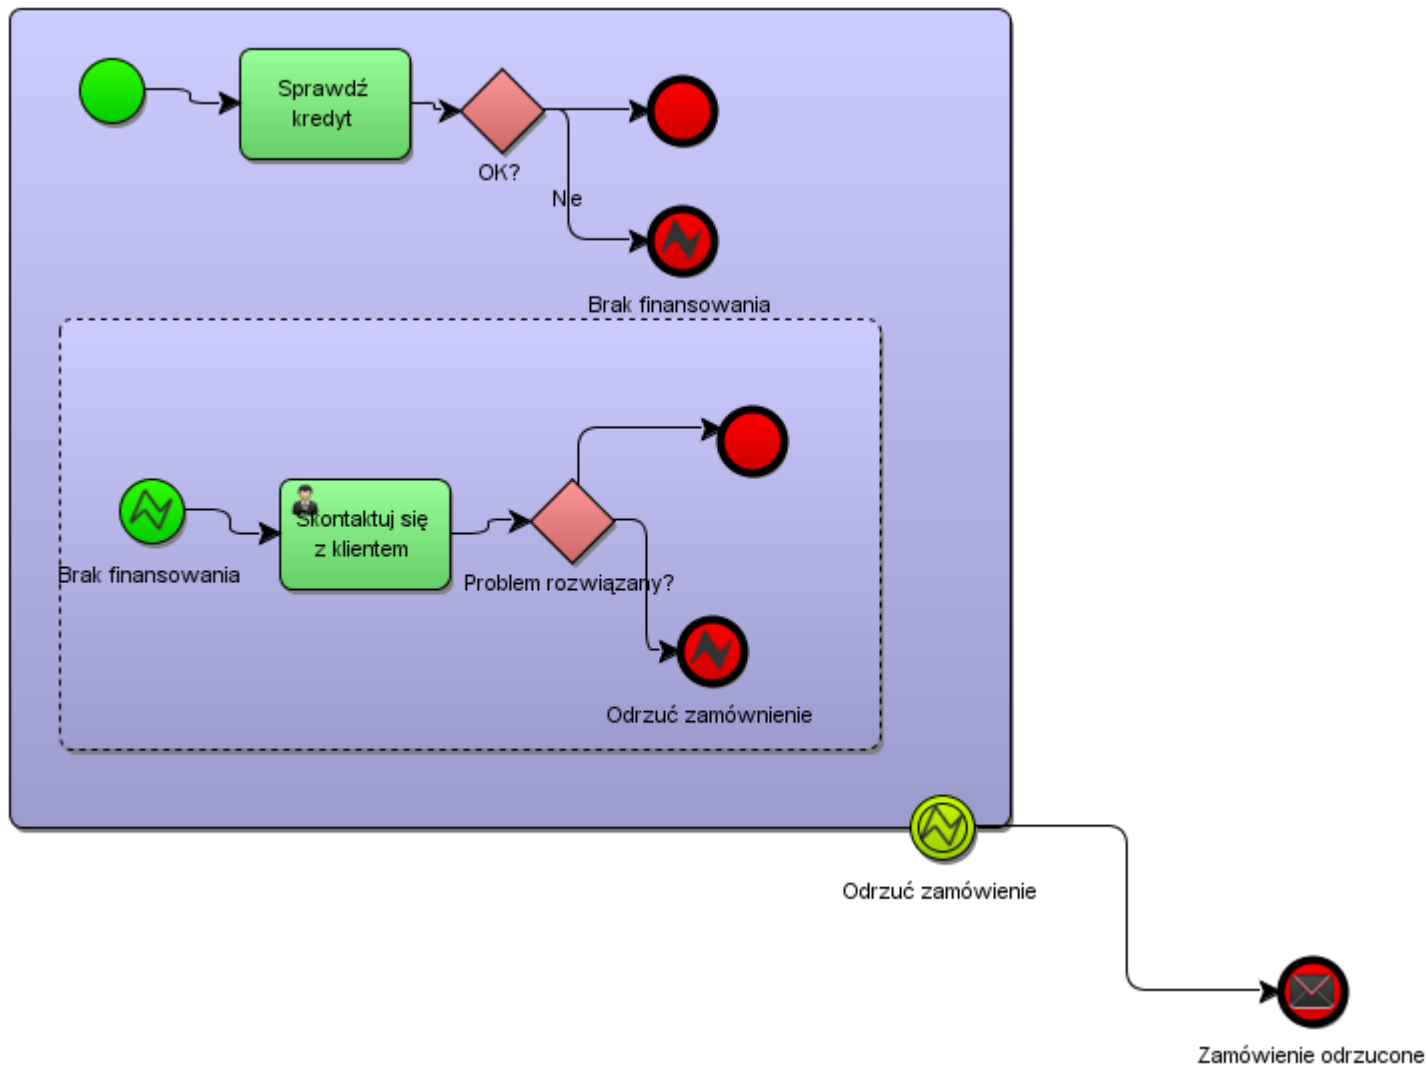 Sprawdź
kredyt
OK?
Nie
Brak finansowania
Skontaktuj się
z klientem
Brak finansowania
Problem rozwiązany?
Odrzuć zamównienie
Odrzuć zamówienie
Zamówienie odrzucone